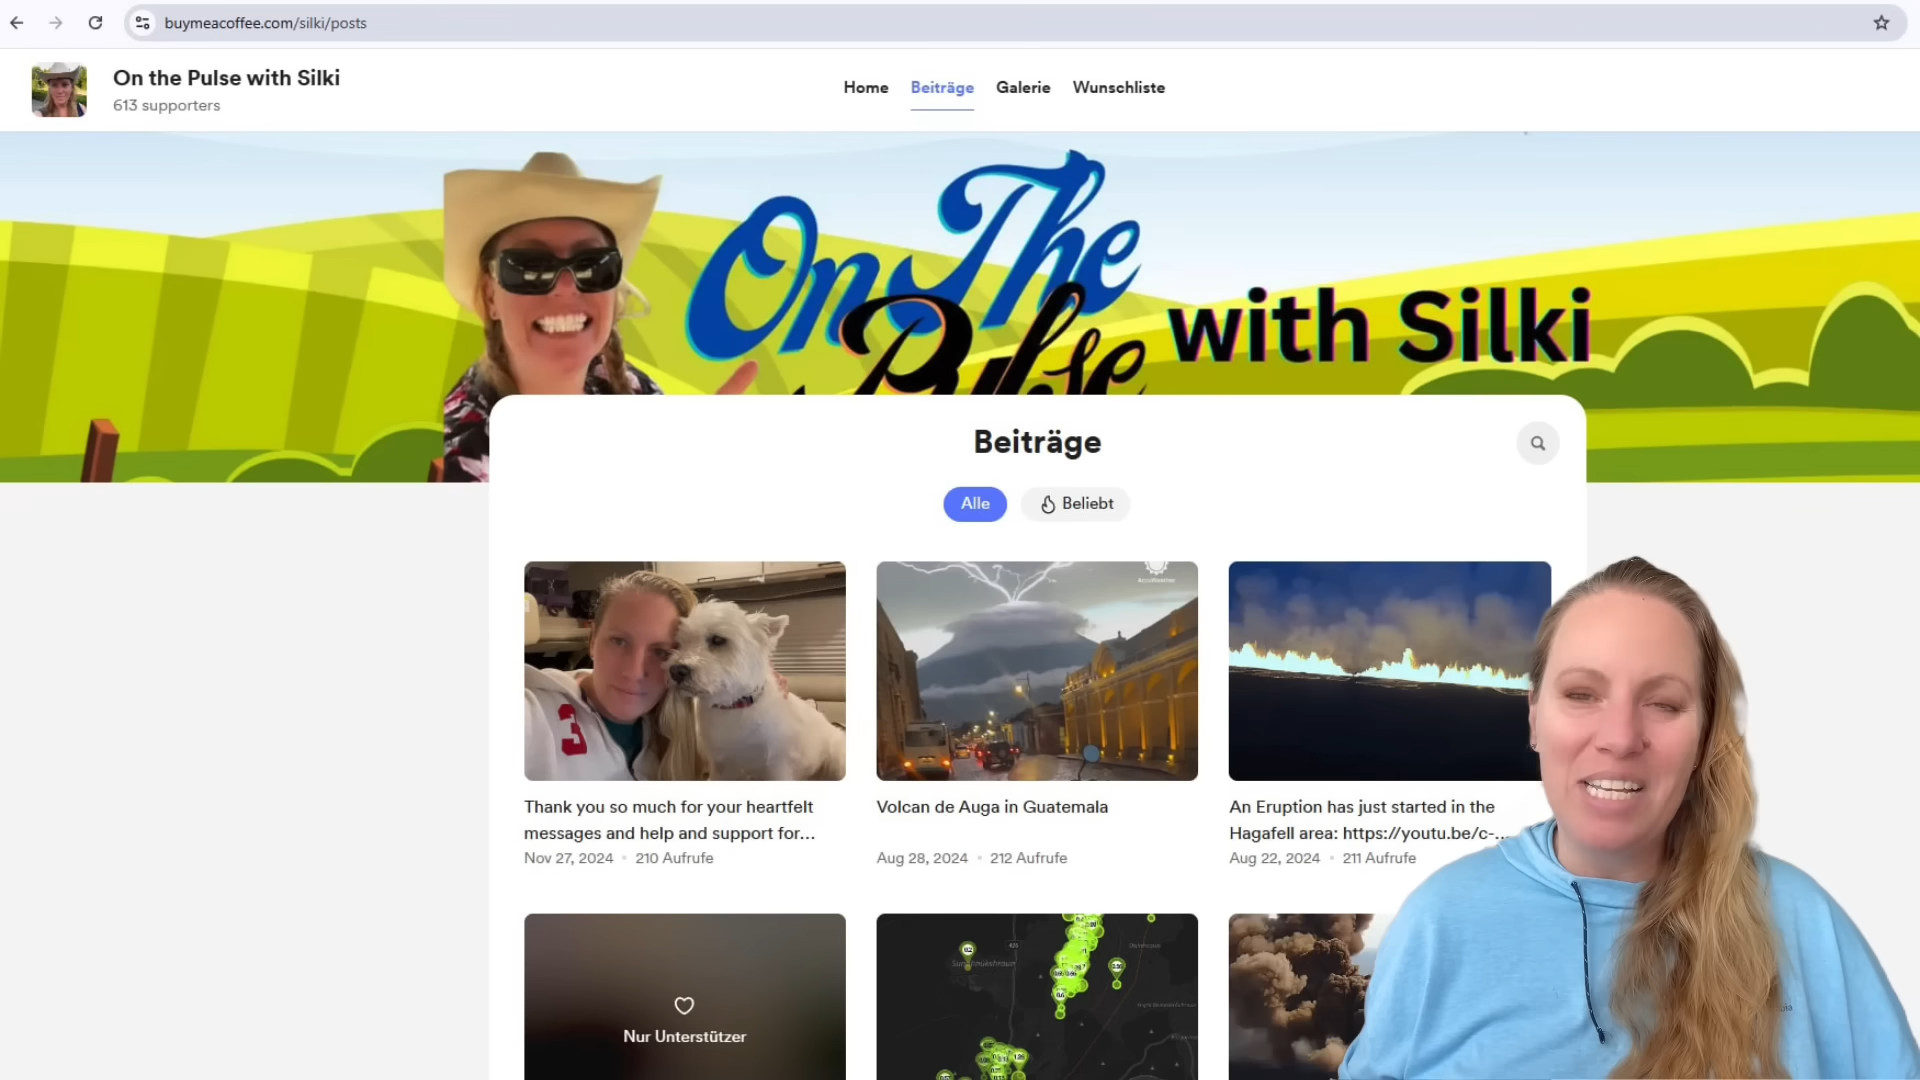 buymeacoffee.com/silki/posts
On the Pulse with Silki
613 supporters
Home Beiträge Galerie Wunschliste
On The
Pulse
with Silki
Beiträge
Alle Beliebt
AccuWeather
3
Thank you so much for your heartfelt
messages and help and support for...
Nov 27, 2024 • 210 Aufrufe
Volcan de Auga in Guatemala
Aug 28, 2024 • 212 Aufrufe
An Eruption has just started in the
Hagafell area: https://youtu.be/c-...
Aug 22, 2024 • 211 Aufrufe
Nur Unterstützer